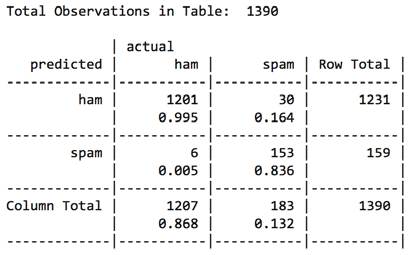 Total Observations in Table:  1390
             | actual
   predicted |       ham |      spam | Row Total |
-------------|-----------|-----------|-----------|
         ham |      1201 |        30 |      1231 |
             |     0.995 |     0.164 |           |
-------------|-----------|-----------|-----------|
        spam |         6 |       153 |       159 |
             |     0.005 |     0.836 |           |
-------------|-----------|-----------|-----------|
Column Total |      1207 |       183 |      1390 |
             |     0.868 |     0.132 |           |
-------------|-----------|-----------|-----------|